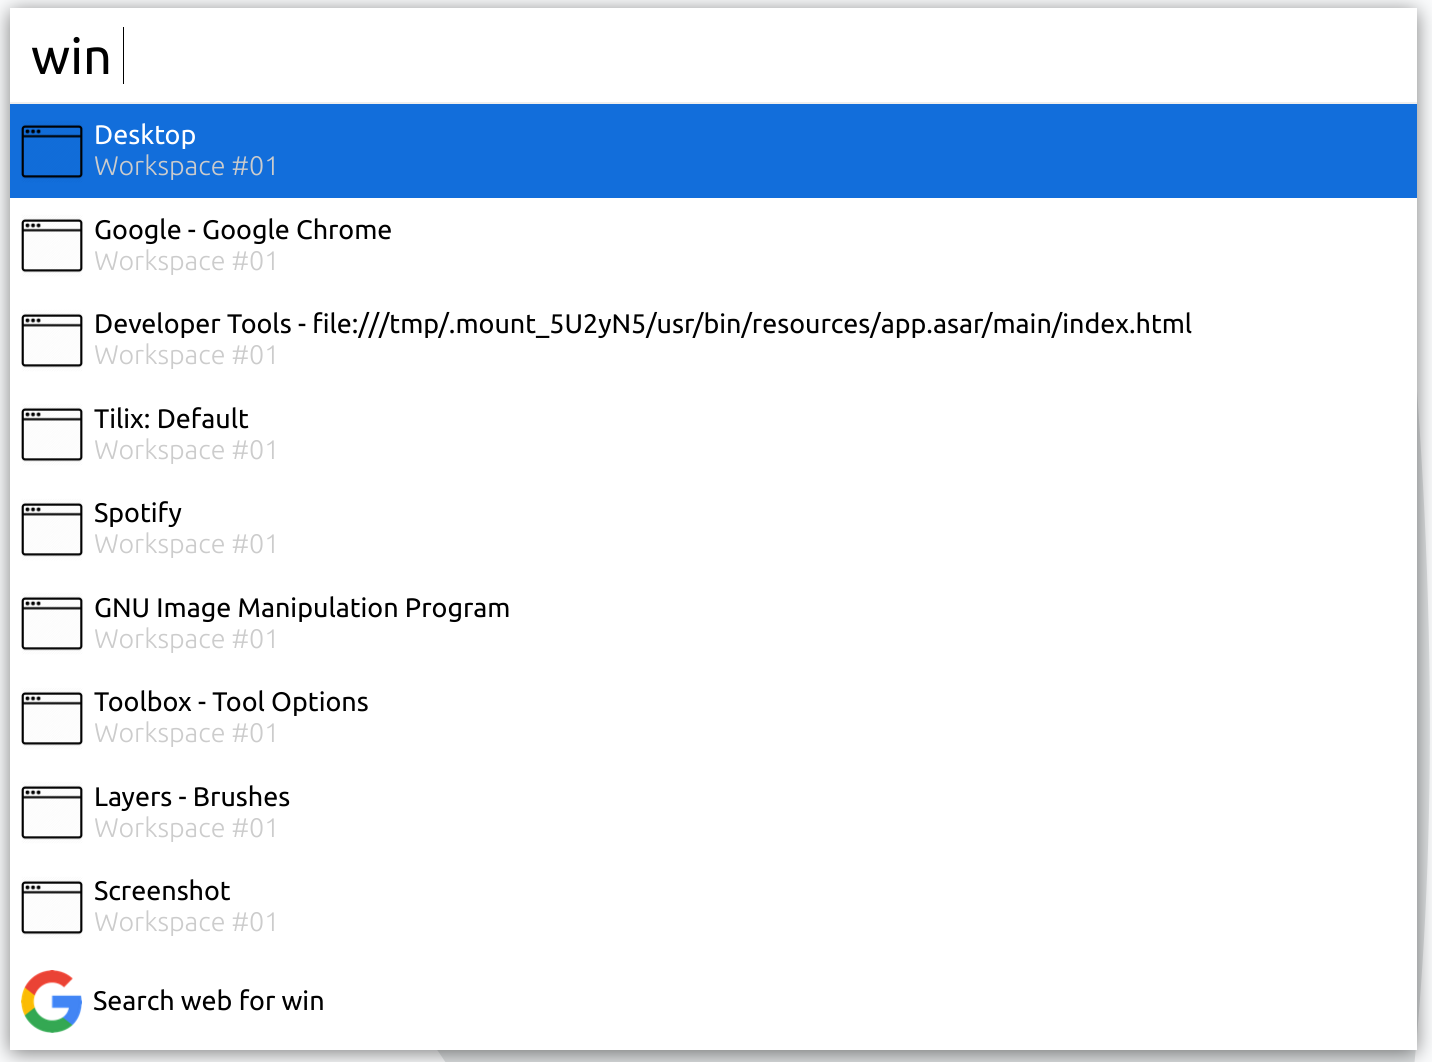 win
Desktop
Workspace #01
Google - Google Chrome
Workspace #01
Developer Tools - file:///tmp/.mount_5U2yN5/usr/bin/resources/app.asar/main/index.html
Workspace #01
Tilix: Default
Workspace #01
Spotify
Workspace #01
GNU Image Manipulation Program
Workspace #01
Toolbox - Tool Options
Workspace #01
Layers - Brushes
Workspace #01
Screenshot
Workspace #01
Search web for win